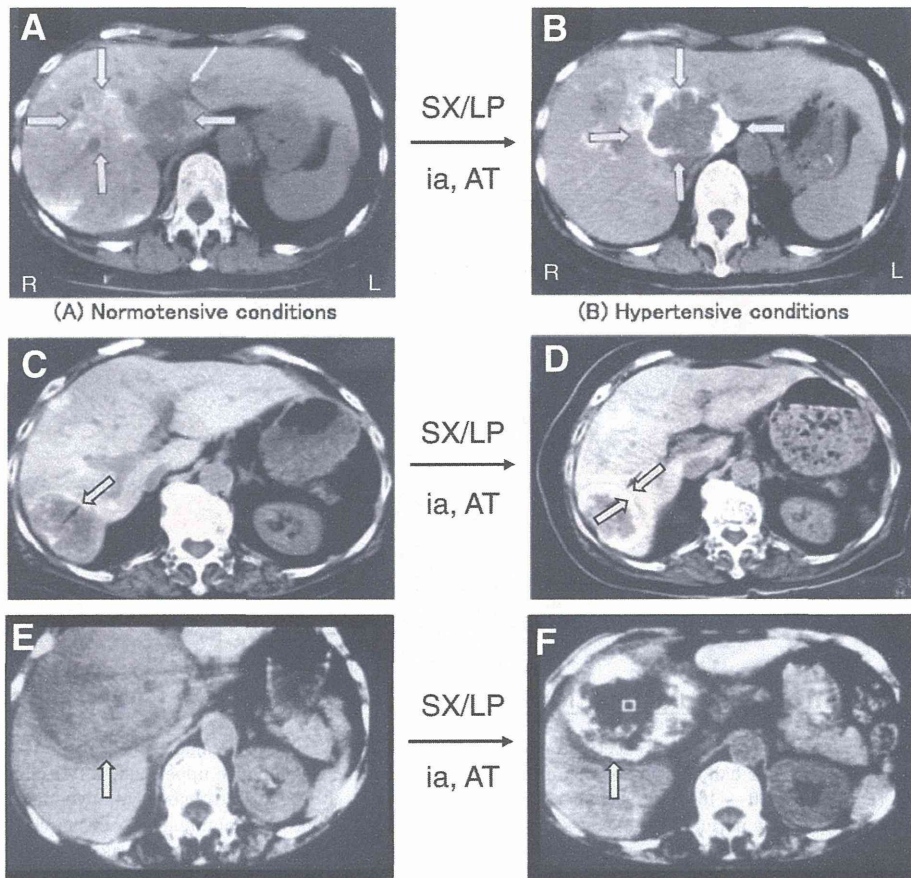 A
B
SX/LP
ia, AT
R
L
R
L
(A) Normotensive conditions
(B) Hypertensive conditions
C
D
SX/LP
ia, AT
E
F
SX/LP
ia, AT